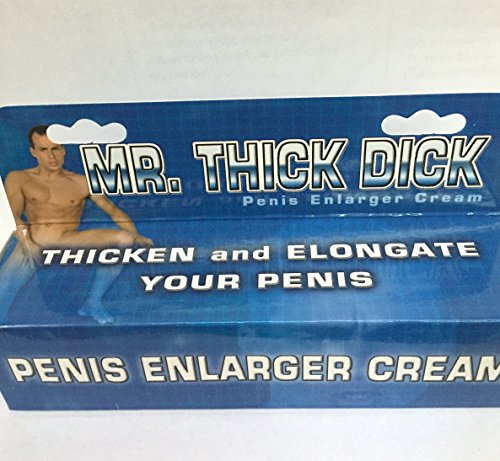 MR. THICK DICK
Penis Enlarger Cream
THICKEN and ELONGATE
YOUR PENIS
PENIS ENLARGER CREAM